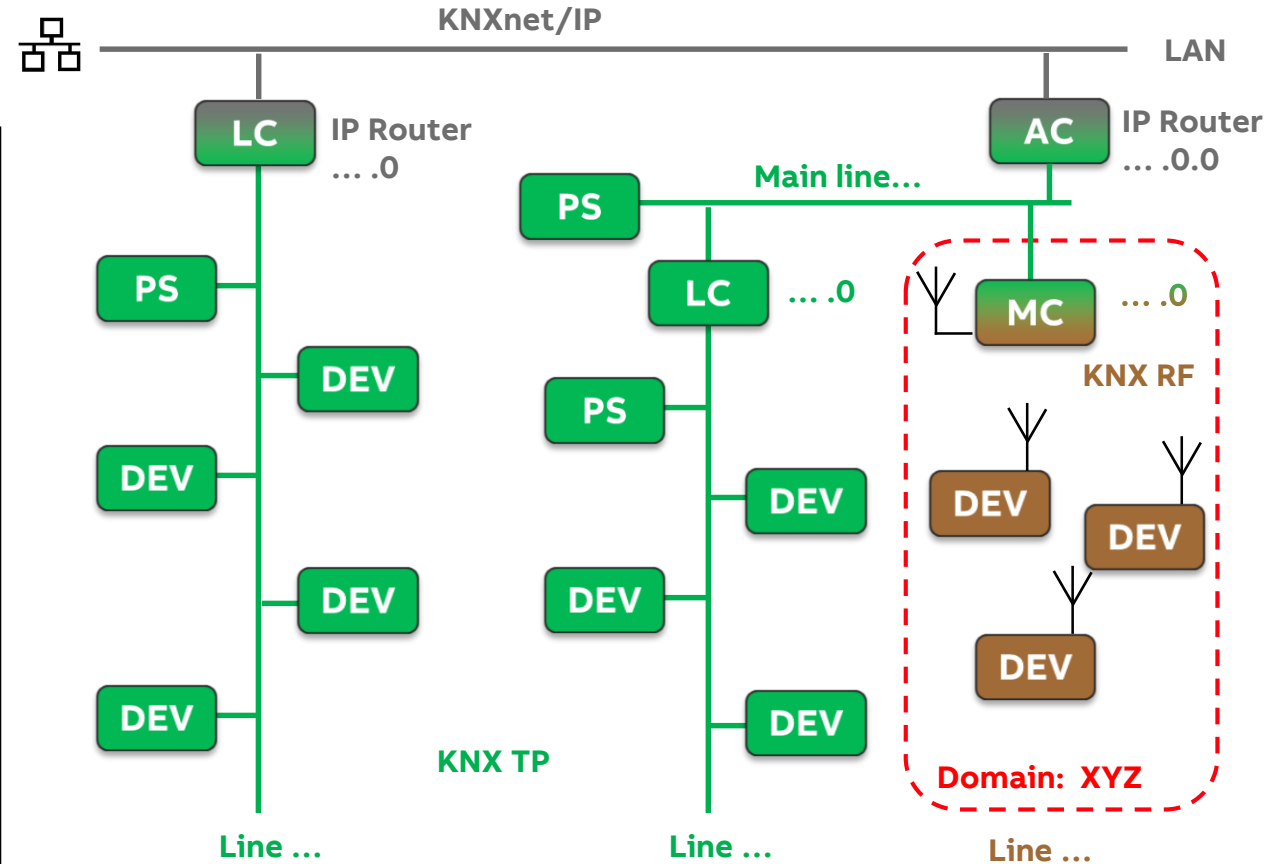 KNXnet/IP
LAN
LC
IP Router
... .0
AC
IP Router
... .0.0
Main line...
PS
PS
LC
... .0
MC
... .0
KNX RF
DEV
PS
DEV
DEV
DEV
DEV
DEV
DEV
DEV
DEV
DEV
DEV
KNX TP
Domain: XYZ
Line ...
Line ...
Line ...